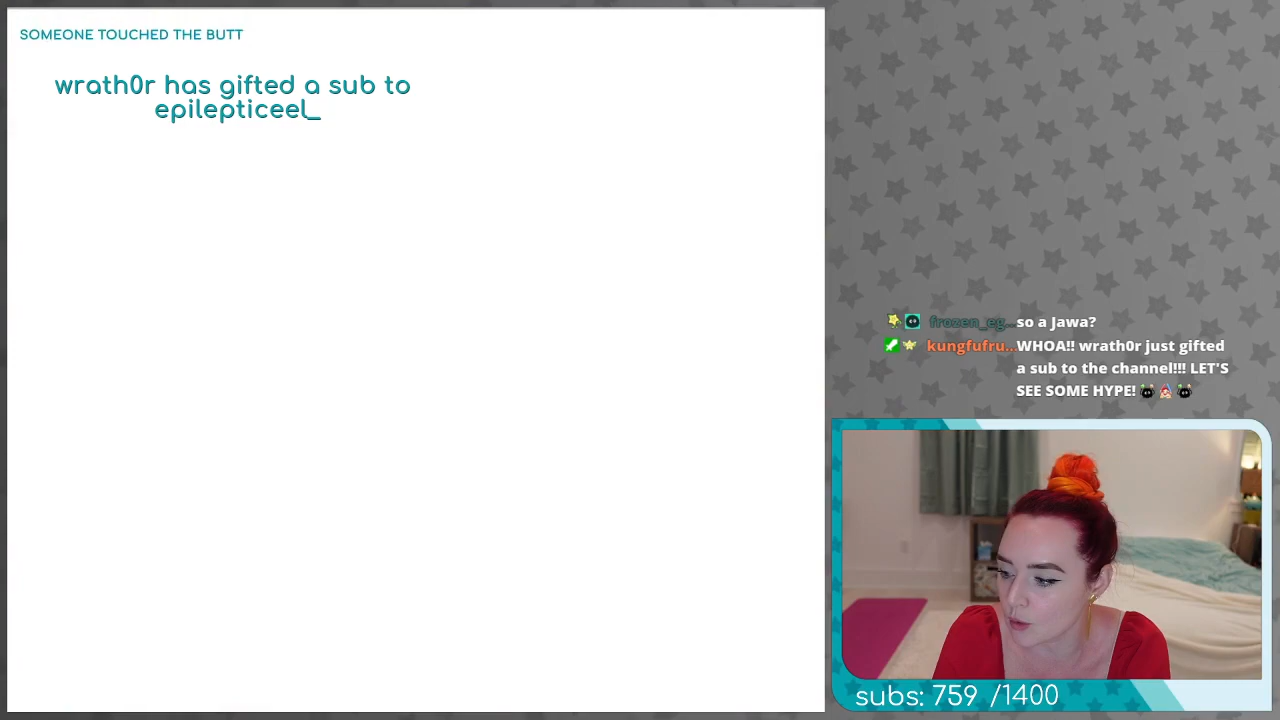 SOMEONE TOUCHED THE BUTT
wrath0r has gifted a sub to
epilepticeel_
frozen_eg... so a Jawa?
kungfufru... WHOA!! wrath0r just gifted
a sub to the channel!!! LET'S
SEE SOME HYPE!
subs: 759 /1400